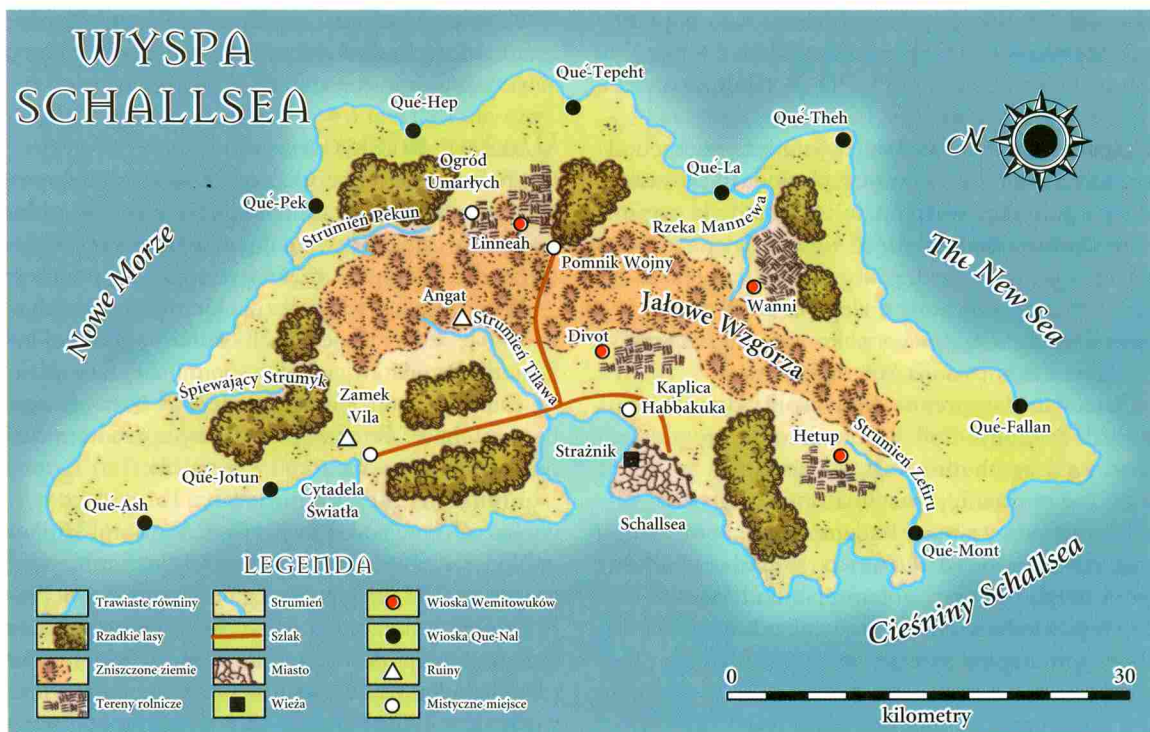 WYSPA
SCHALLSEA
Qué-Hep
Qué-Tepeht
Qué-Theh
N
Ogród
Umarłych
Qué-La
Qué-Pek
Strumień Pekun
Rzeka Mannewa
Linneah
Pomnik Wojny
Nowe Morze
The New Sea
Angat
Wanni
Jałowe Wzgórza
Strumień Tiława
Divot
Śpiewający Strumyk
Zamek
Vila
Kaplica
Habbakuka
Qué-Fallan
Hetup
Strumień Zefiru
Strażnik
Qué-Jotun
Cytadela
Światła
Qué-Ash
Schallsea
Qué-Mont
Cieśniny Schallsea
LEGENDA
Trawiaste równiny
Strumień
Wioska Wemitowuków
Rzadkie lasy
Szlak
Wioska Que-Nal
Zniszczone ziemie
Miasto
Ruiny
Tereny rolnicze
Wieża
Mistyczne miejsce
0 30
kilometry